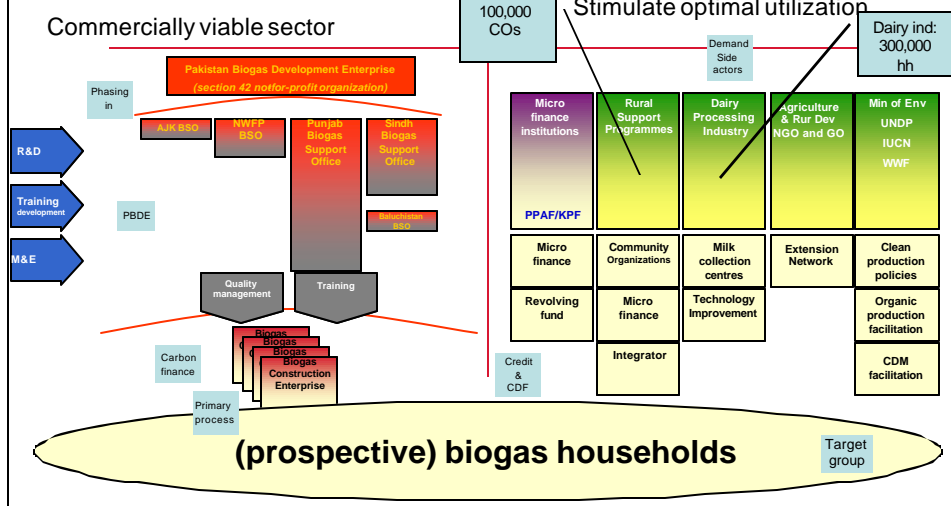 Commercially viable sector
100,000
COs
Stimulate optimal utilization
Dairy ind:
300,000
hh
Demand
Side
actors
Phasing
in
Pakistan Biogas Development Enterprise
(section 42 notfor-profit organization)
AJK BSO
NWFP
BSO
Punjab
Biogas
Support
Office
Sindh
Biogas
Support
Office
Baluchistan
BSO
R&D
Training
development
M&E
PBDE
Quality
management
Training
Micro
finance
institutions
PPAF/KPF
Rural
Support
Programmes
Dairy
Processing
Industry
Agriculture
& Rur Dev
NGO and GO
Min of Env
UNDP
IUCN
WWF
Micro
finance
Community
Organizations
Milk
collection
centres
Extension
Network
Clean
production
policies
Revolving
fund
Micro
finance
Technology
Improvement
Organic
production
facilitation
Integrator
CDM
facilitation
Carbon
finance
Biogas
Biogas
Biogas
Biogas
Construction
Enterprise
Credit
&
CDF
Primary
process
(prospective) biogas households
Target
group